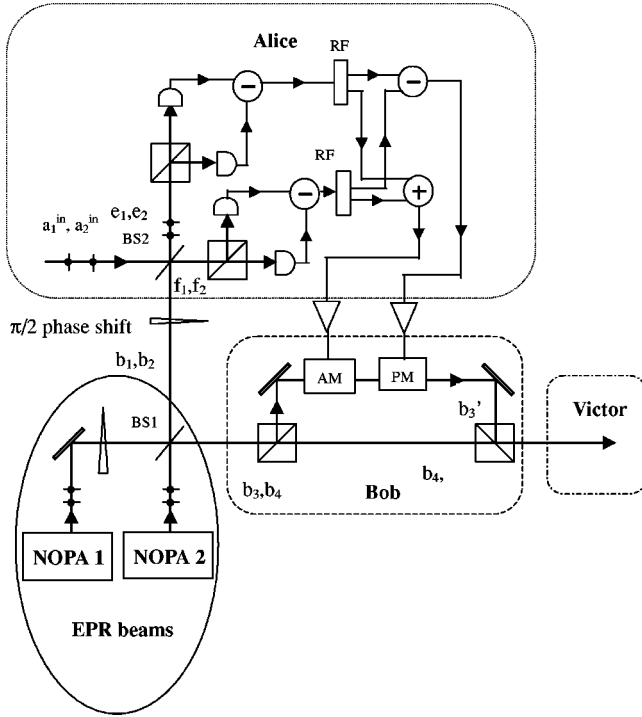 Alice
RF
−
−
RF
−
+
a₁ⁱⁿ, a₂ⁱⁿ
e₁,e₂
BS2
f₁,f₂
π/2 phase shift
b₁,b₂
BS1
AM
PM
b₃'
Victor
b₃,b₄
b₄,
Bob
NOPA 1
NOPA 2
EPR beams